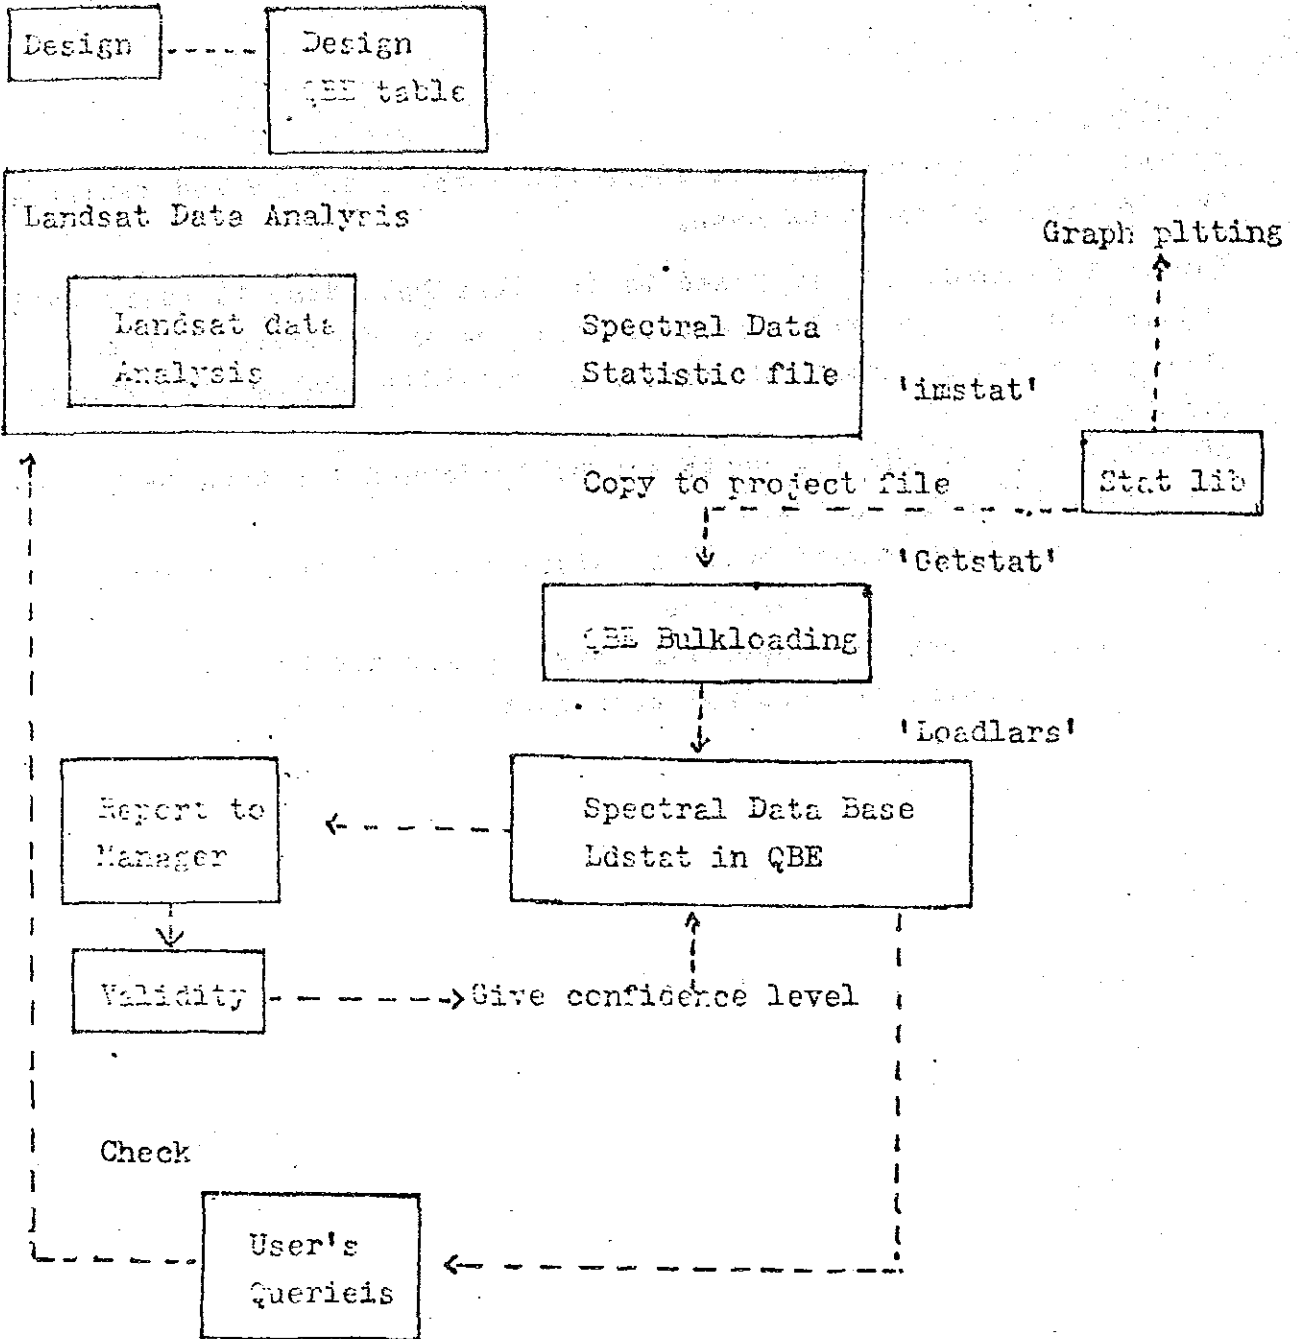 Design
Design
QBE table
Landsat Data Analysis
Graph pltting
Landsat data
Analysis
Spectral Data
Statistic file
'imstat'
Copy to project file
Stat lib
'Getstat'
QBE Bulkloading
'Loadlars'
Report to
Manager
Spectral Data Base
Ldstat in QBE
Validity
Give confidence level
Check
User's
Querieis